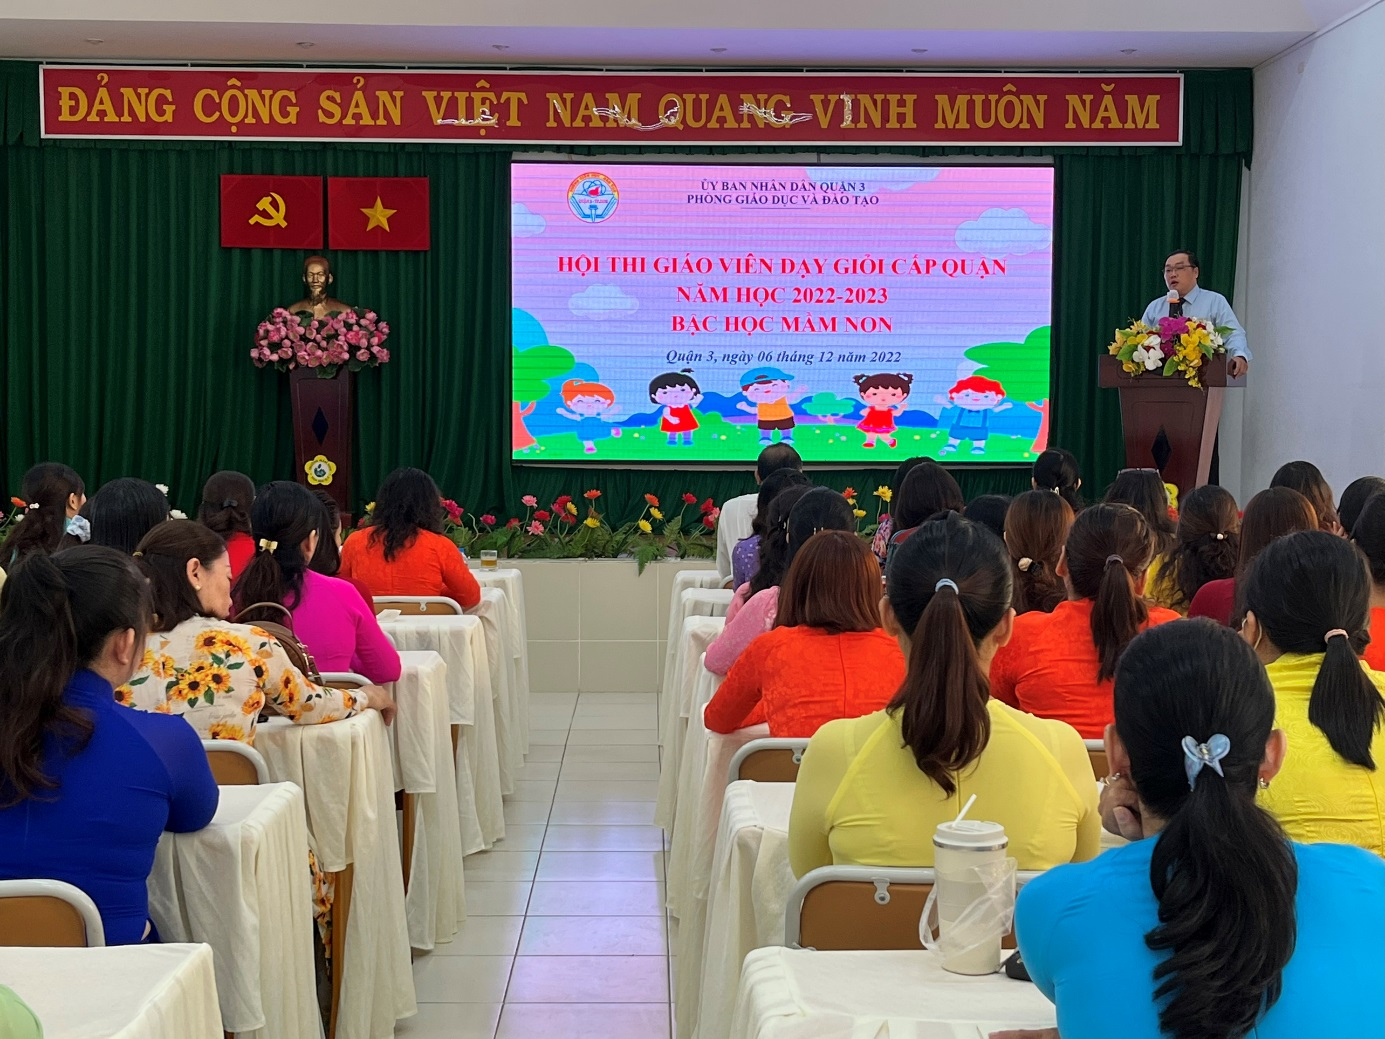 ĐẢNG CỘNG SẢN VIỆT NAM QUANG VINH MUÔN NĂM
ỦY BAN NHÂN DÂN QUẬN 3
PHÒNG GIÁO DỤC VÀ ĐÀO TẠO
HỘI THI GIÁO VIÊN DẠY GIỎI CẤP QUẬN
NĂM HỌC 2022-2023
BẬC HỌC MẦM NON
Quận 3, ngày 06 tháng 12 năm 2022